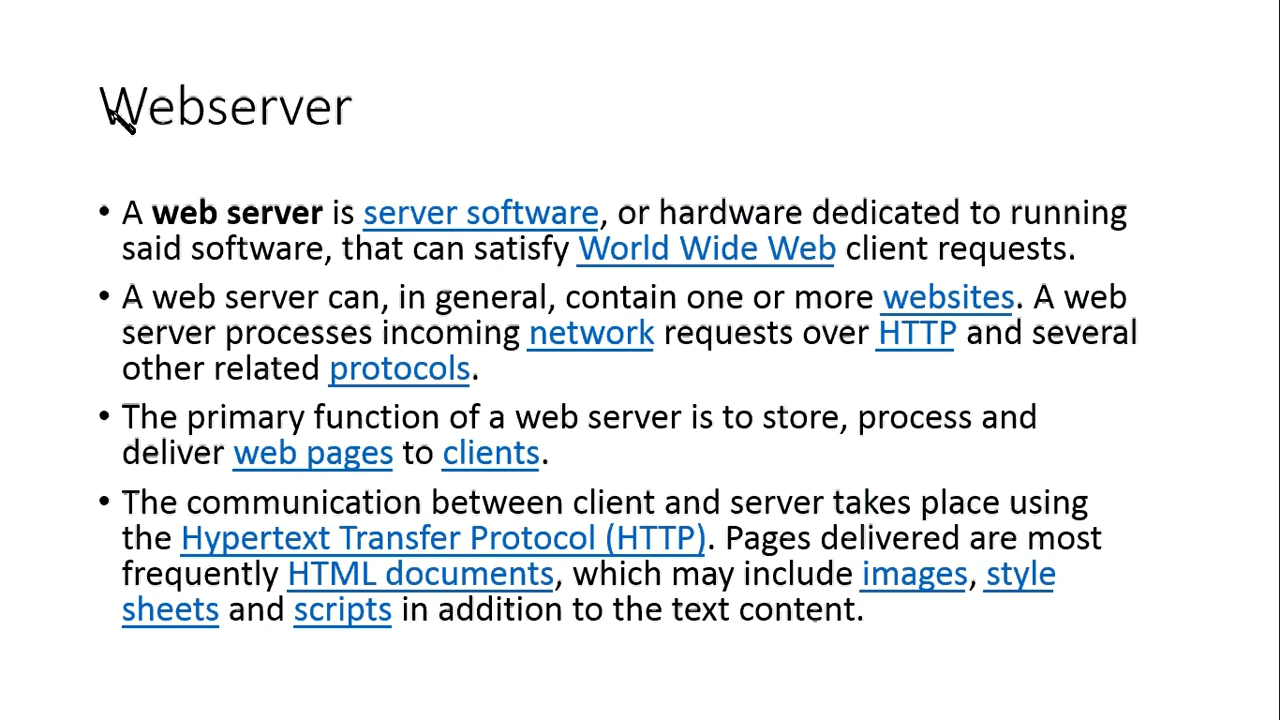 Webserver
• A web server is server software, or hardware dedicated to running
said software, that can satisfy World Wide Web client requests.
• A web server can, in general, contain one or more websites. A web
server processes incoming network requests over HTTP and several
other related protocols.
• The primary function of a web server is to store, process and
deliver web pages to clients.
• The communication between client and server takes place using
the Hypertext Transfer Protocol (HTTP). Pages delivered are most
frequently HTML documents, which may include images, style
sheets and scripts in addition to the text content.